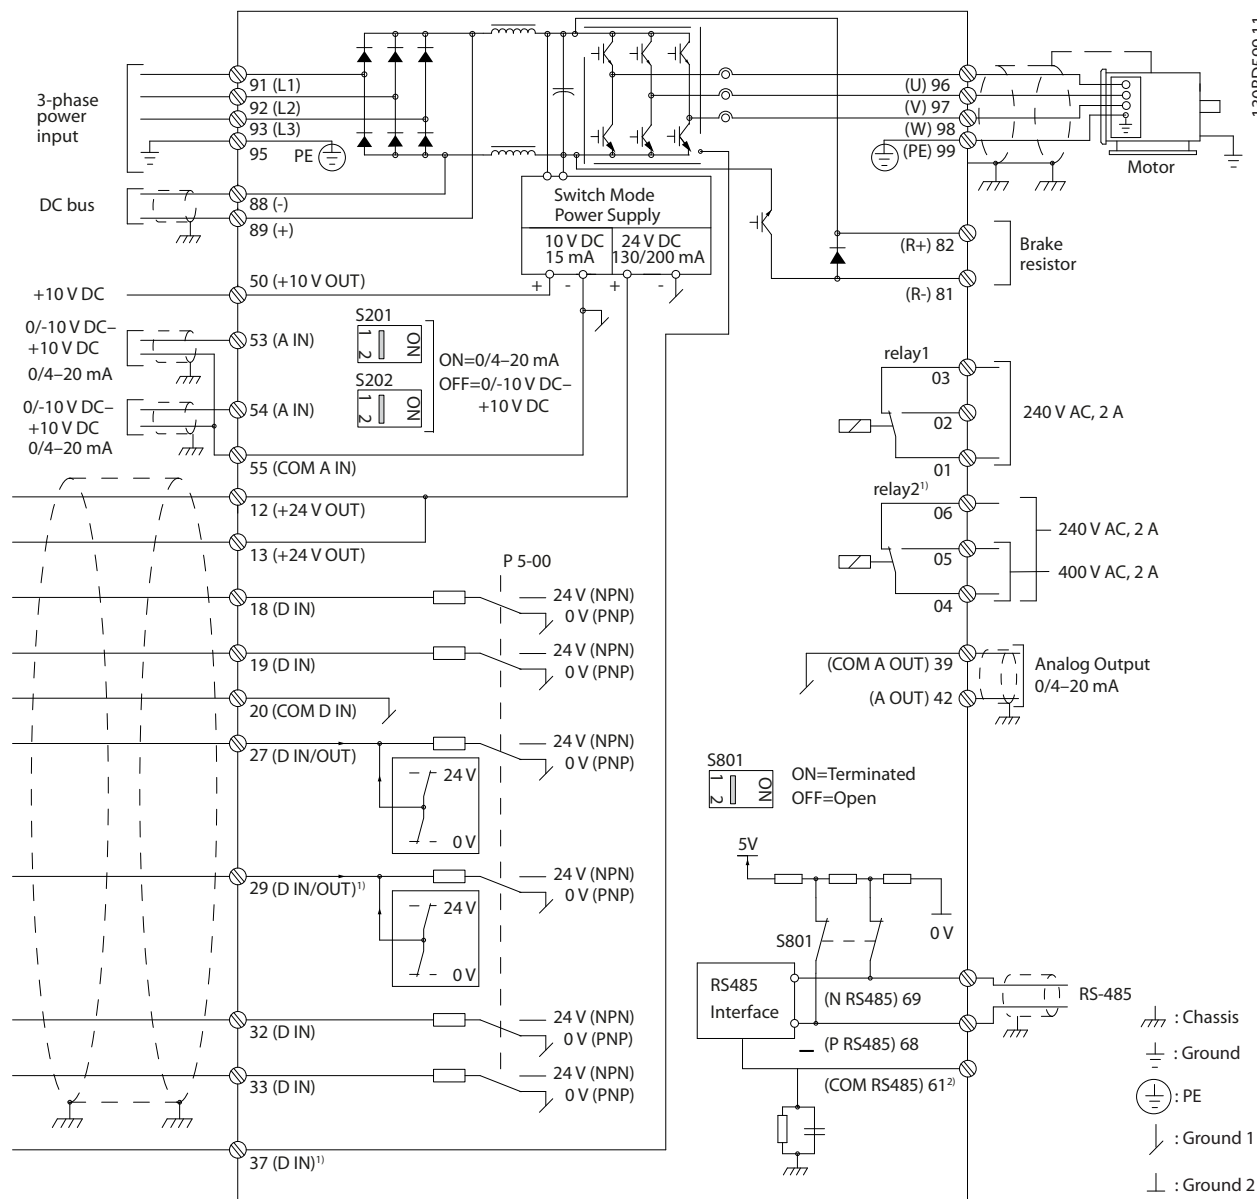 130BD599.11
3-phase
power
input
91 (L1)
92 (L2)
93 (L3)
95
PE
(U) 96
(V) 97
(W) 98
(PE) 99
Motor
DC bus
88 (-)
89 (+)
Switch Mode
Power Supply
10 V DC
15 mA
24 V DC
130/200 mA
+ - + -
(R+) 82
(R-) 81
Brake
resistor
+10 V DC
50 (+10 V OUT)
0/-10 V DC–
+10 V DC
0/4–20 mA
53 (A IN)
0/-10 V DC–
+10 V DC
0/4–20 mA
54 (A IN)
55 (COM A IN)
S201
1 2
ON
S202
1 2
ON
ON=0/4–20 mA
OFF=0/-10 V DC–
+10 V DC
relay1
03
02
01
240 V AC, 2 A
relay2¹⁾
06
05
04
240 V AC, 2 A
400 V AC, 2 A
12 (+24 V OUT)
13 (+24 V OUT)
P 5-00
18 (D IN)
24 V (NPN)
0 V (PNP)
19 (D IN)
24 V (NPN)
0 V (PNP)
20 (COM D IN)
27 (D IN/OUT)
24 V (NPN)
0 V (PNP)
24 V
0 V
29 (D IN/OUT)¹⁾
24 V (NPN)
0 V (PNP)
24 V
0 V
32 (D IN)
24 V (NPN)
0 V (PNP)
33 (D IN)
24 V (NPN)
0 V (PNP)
37 (D IN)¹⁾
(COM A OUT) 39
(A OUT) 42
Analog Output
0/4–20 mA
S801
1 2
ON
ON=Terminated
OFF=Open
5V
0 V
S801
RS485
Interface
(N RS485) 69
(P RS485) 68
(COM RS485) 61²⁾
RS-485
: Chassis
: Ground
: PE
: Ground 1
: Ground 2